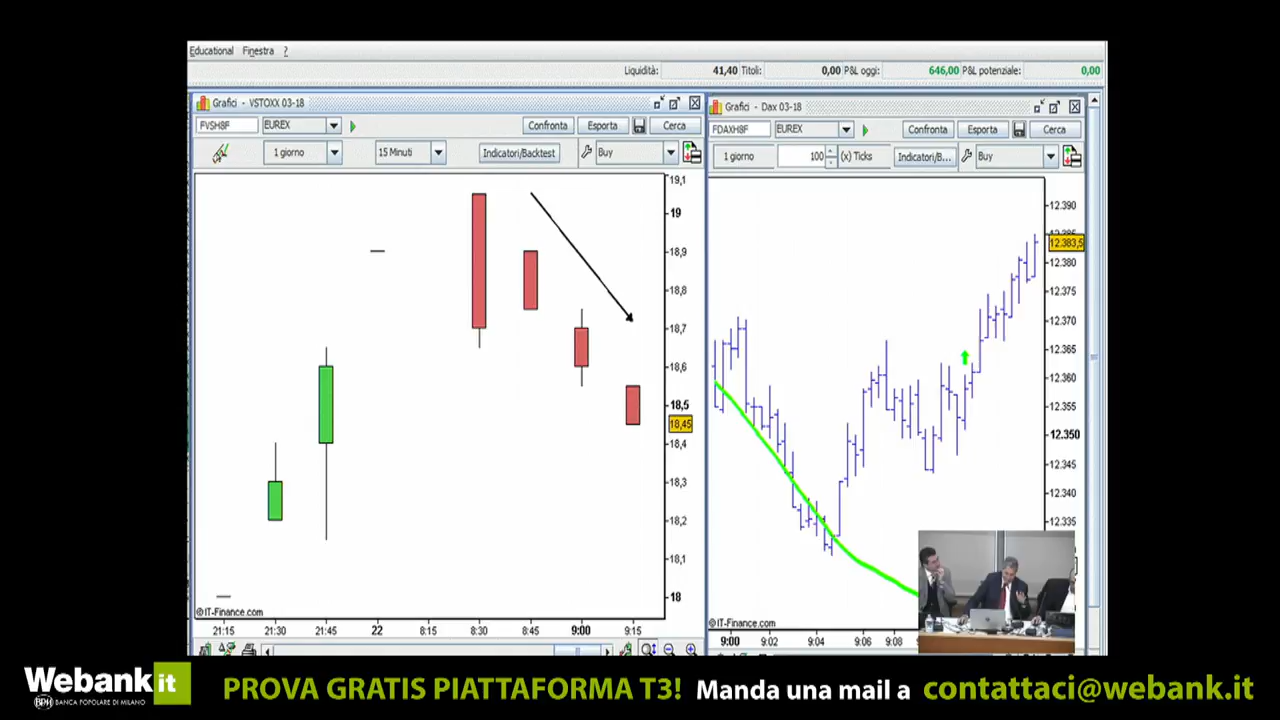 Educational Finestra ?
Liquidità: 41,40 Titoli: 0,00 P&L oggi: 646,00 P&L potenziale: 0,00
Grafici - VSTOXX 03-18
FVSH8F EUREX Confronta Esporta Cerca
1 giorno 15 Minuti Indicatori/Backtest Buy
19,1
19
18,9
18,8
18,7
18,6
18,5
18,45
18,4
18,3
18,2
18,1
18
©IT-Finance.com
21:15 21:30 21:45 22 8:15 8:30 8:45 9:00 9:15
Grafici - Dax 03-18
FDAXH8F EUREX Confronta Esporta Cerca
1 giorno 100 (x) Ticks Indicatori/B... Buy
12.390
12.385
12.383,5
12.380
12.375
12.370
12.365
12.360
12.355
12.350
12.345
12.340
12.335
©IT-Finance.com
9:00 9:02 9:04 9:06 9:08
Webank.it
BPM BANCA POPOLARE DI MILANO
PROVA GRATIS PIATTAFORMA T3! Manda una mail a contattaci@webank.it